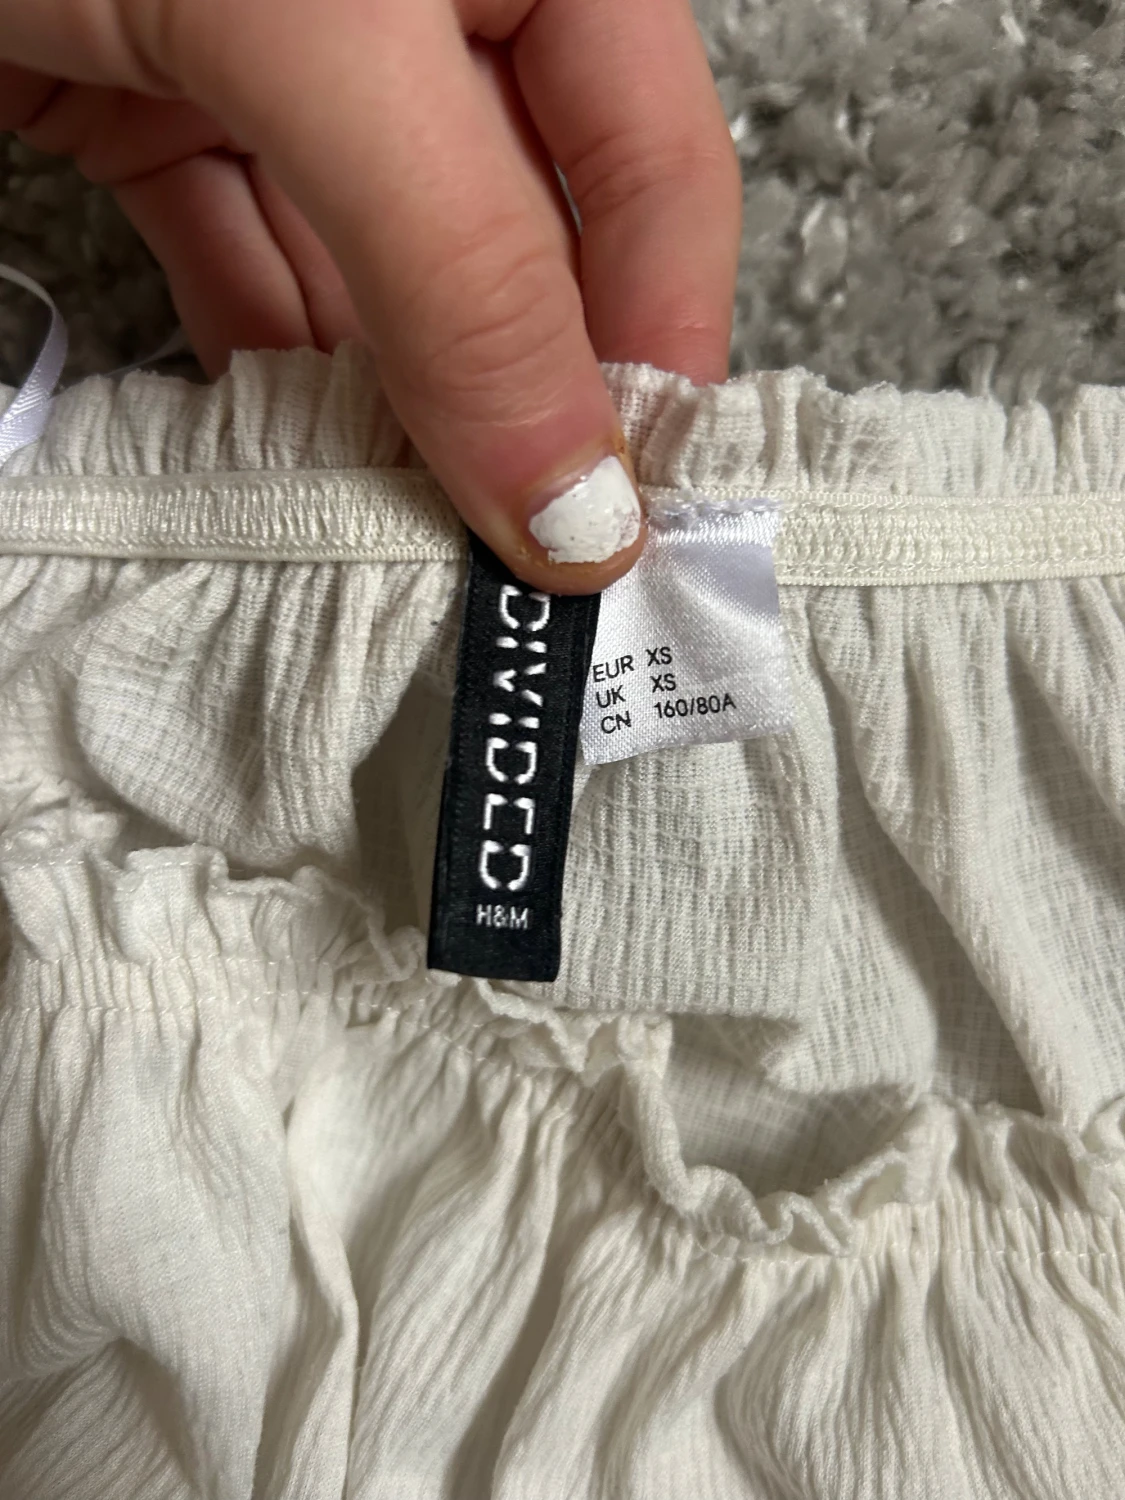 DIVIDED
H&M
EUR XS
UK XS
CN 160/80A